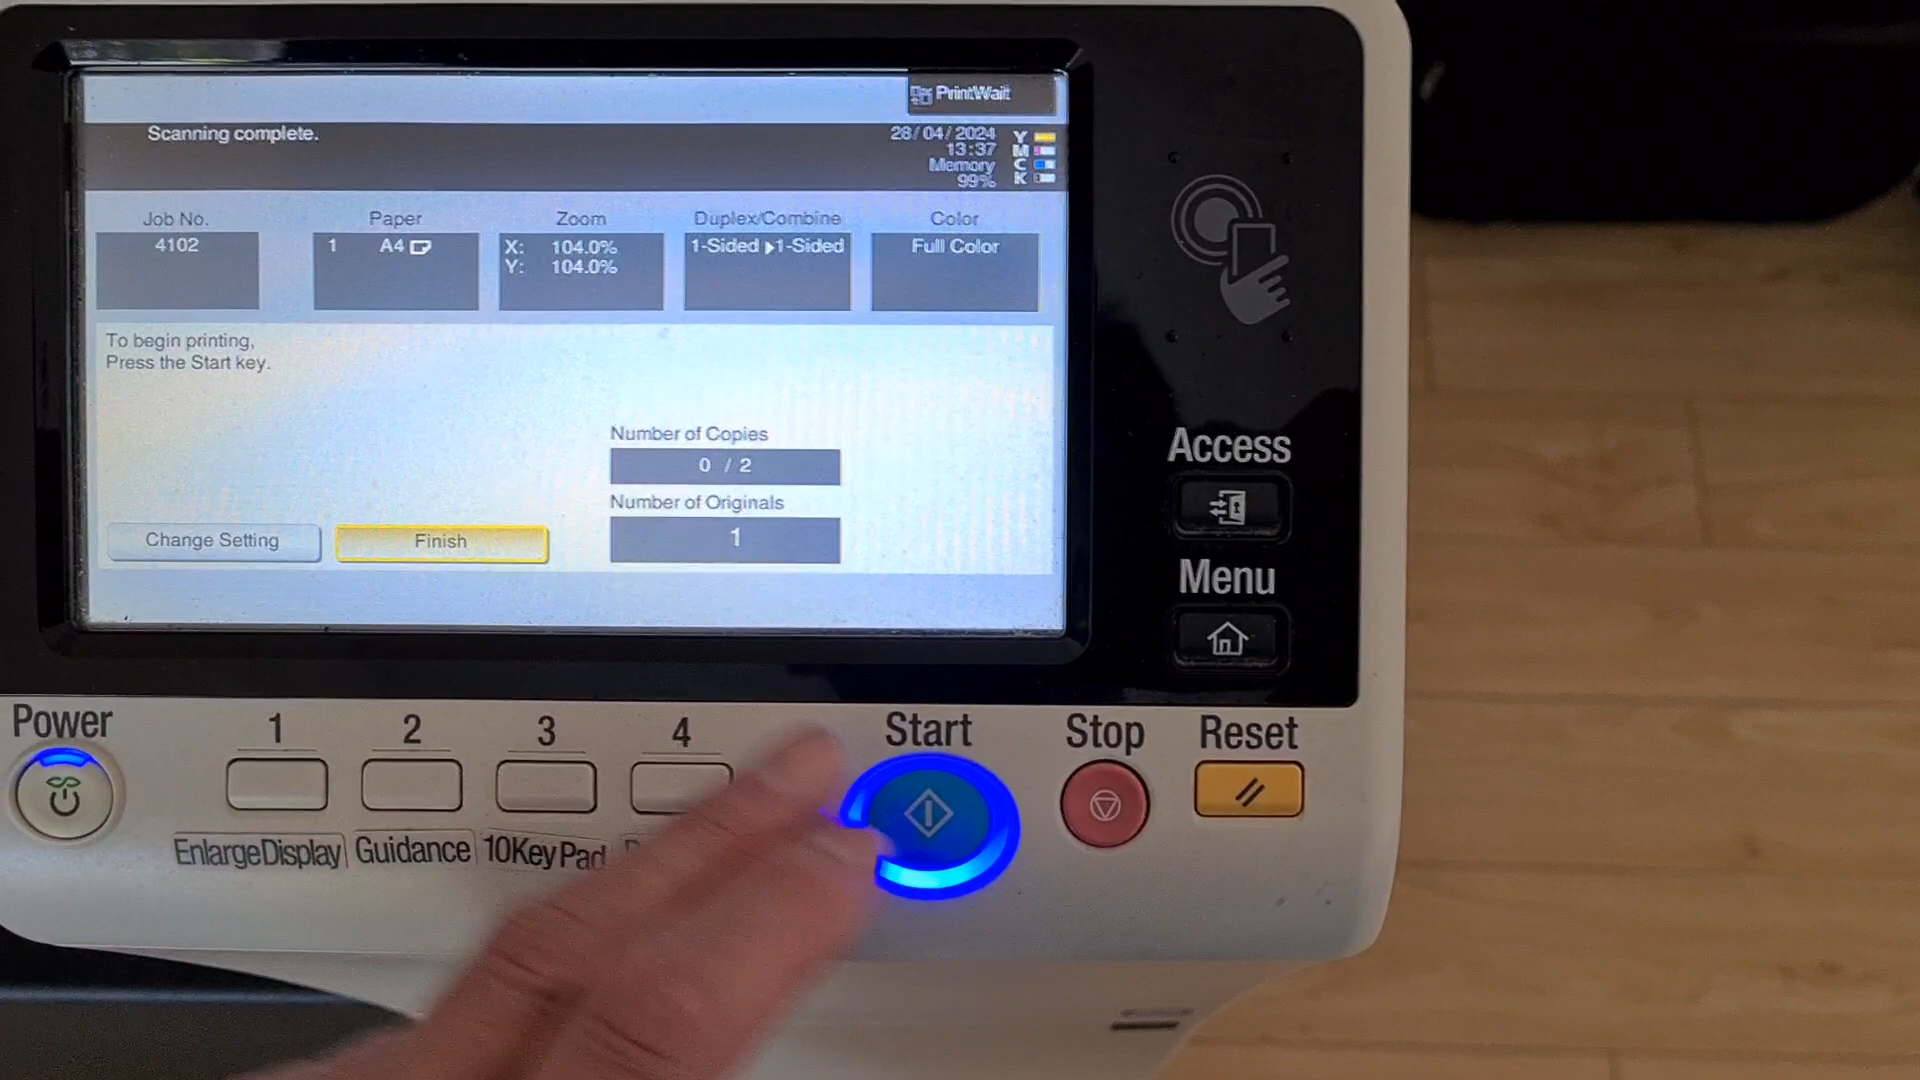 PrintWait
Scanning complete.
28/04/2024
13:37
Memory
99%
Y
M
C
K
Job No.
4102
Paper
1 A4
Zoom
X: 104.0%
Y: 104.0%
Duplex/Combine
1-Sided ▶1-Sided
Color
Full Color
To begin printing,
Press the Start key.
Number of Copies
0 / 2
Number of Originals
1
Change Setting
Finish
Access
Menu
Power
1
2
3
4
Start
Stop
Reset
EnlargeDisplay
Guidance
10KeyPad